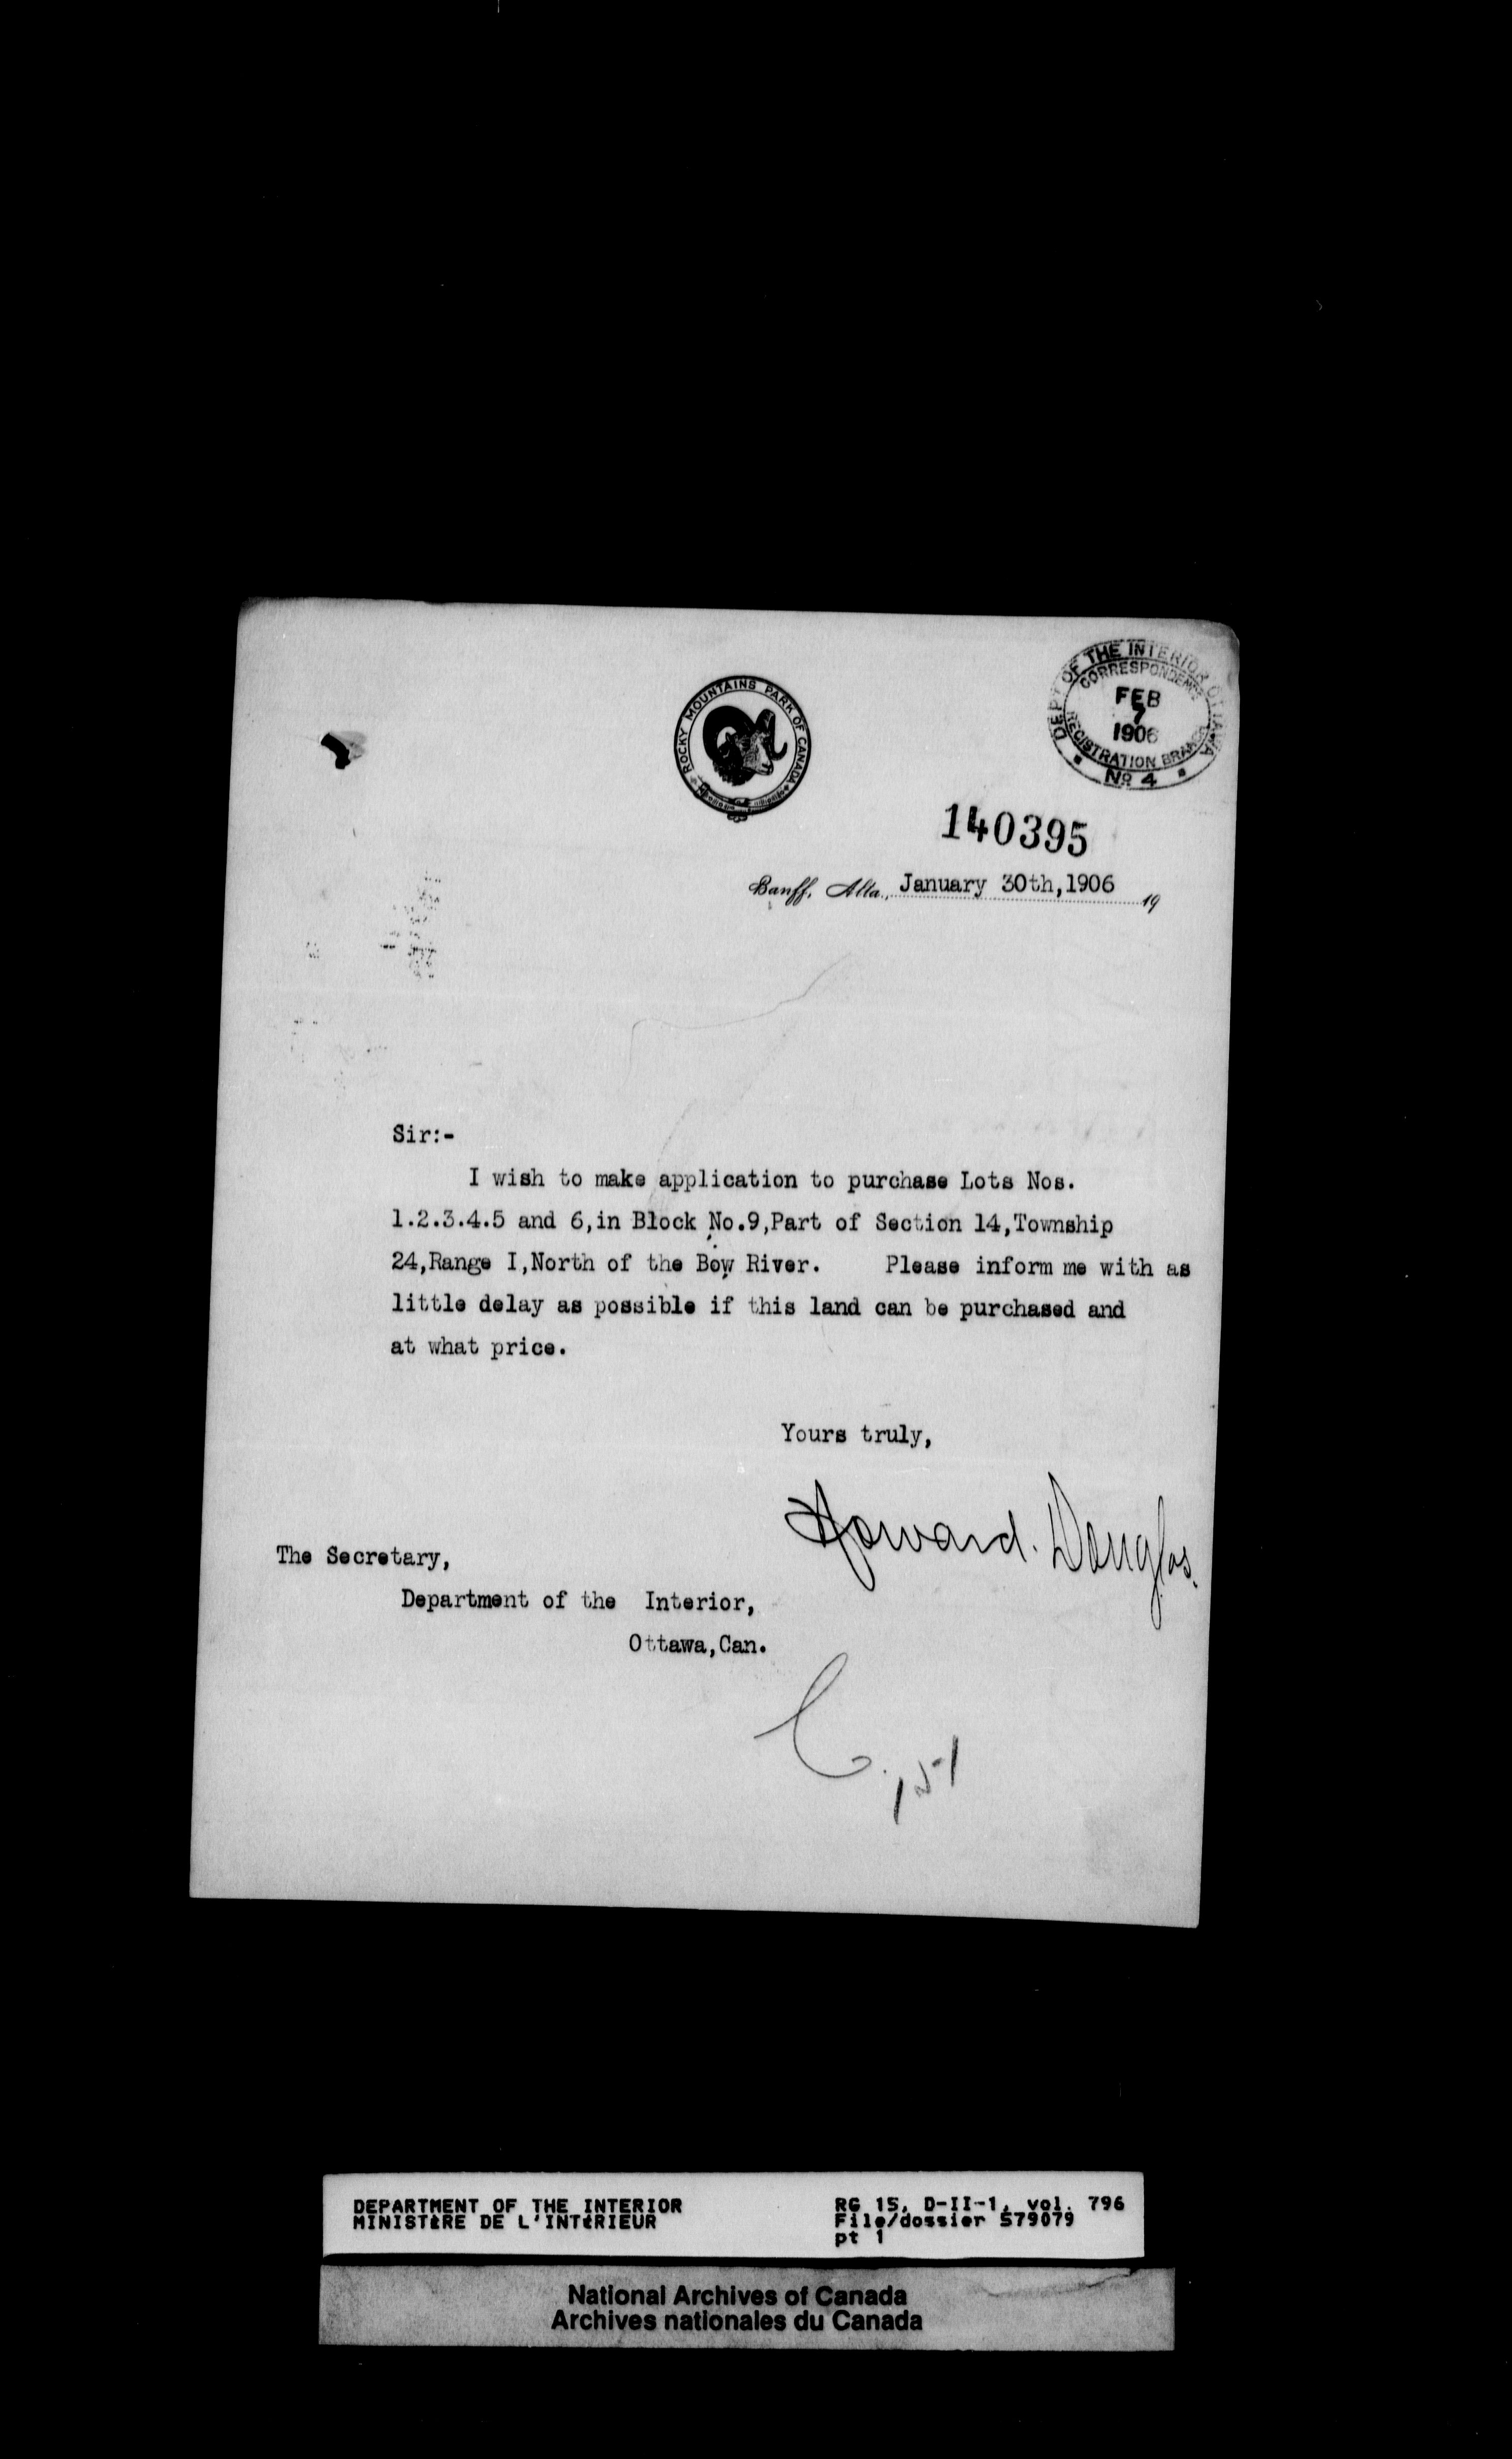 ROCKY MOUNTAINS PARK OF CANADA
DEPT OF THE INTERIOR OTTAWA
CORRESPONDENCE
FEB
7
1906
REGISTRATION BRANCH
No 4
140395
Banff, Alta., January 30th,1906 19
Sir:-
I wish to make application to purchase Lots Nos.
1.2.3.4.5 and 6,in Block No.9,Part of Section 14,Township
24,Range I,North of the Bow River. Please inform me with as
little delay as possible if this land can be purchased and
at what price.
Yours truly,
Howard. Douglas.
The Secretary,
Department of the Interior,
Ottawa,Can.
C. 151
DEPARTMENT OF THE INTERIOR
MINISTÈRE DE L'INTÉRIEUR
RG 15, D-II-1, vol. 796
File/dossier 579079
pt 1
National Archives of Canada
Archives nationales du Canada